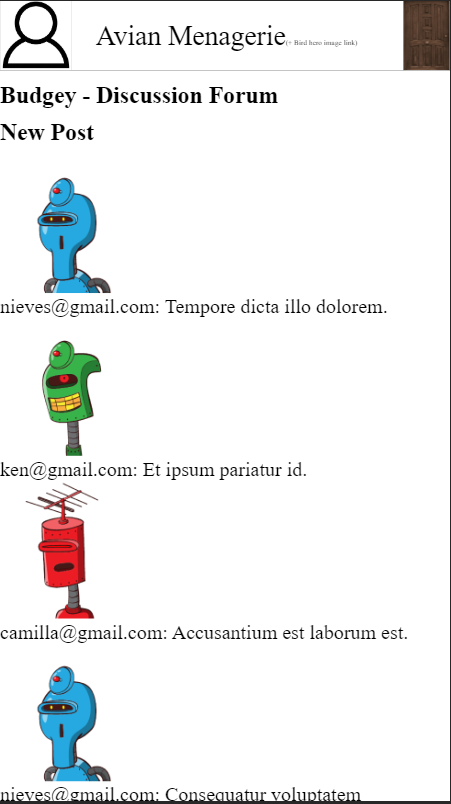 Avian Menagerie(+ Bird hero image link)
Budgey - Discussion Forum
New Post
nieves@gmail.com: Tempore dicta illo dolorem.
ken@gmail.com: Et ipsum pariatur id.
camilla@gmail.com: Accusantium est laborum est.
nieves@gmail.com: Consequatur voluptatem